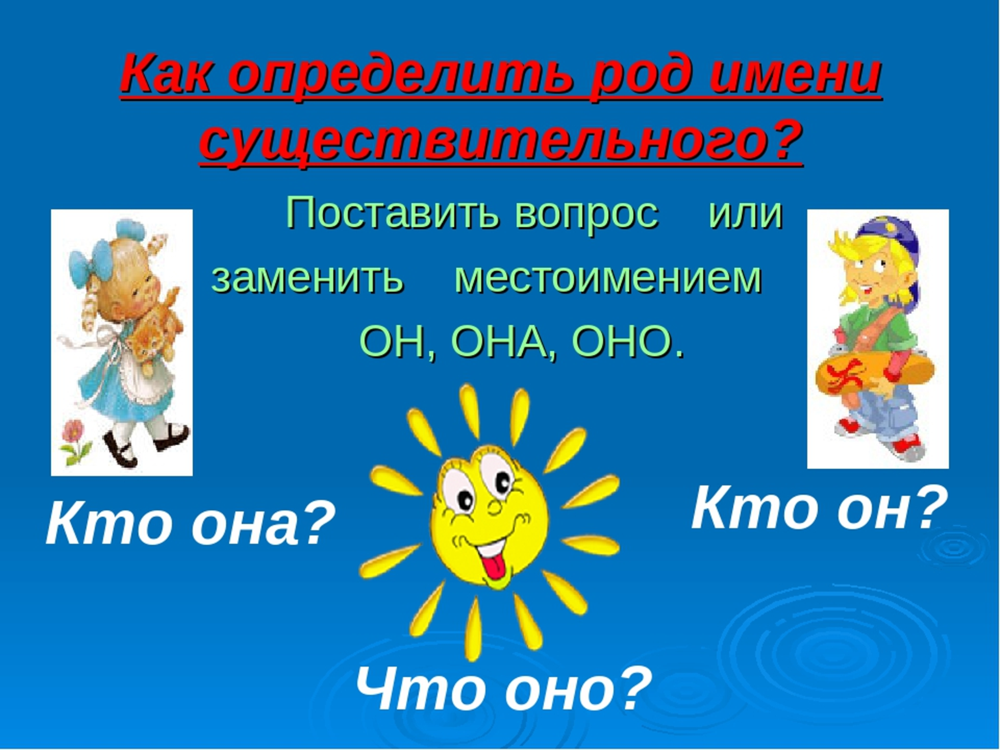 Как определить род имени
существительного?
Поставить вопрос или
заменить местоимением
ОН, ОНА, ОНО.
Кто она?
Кто он?
Что оно?